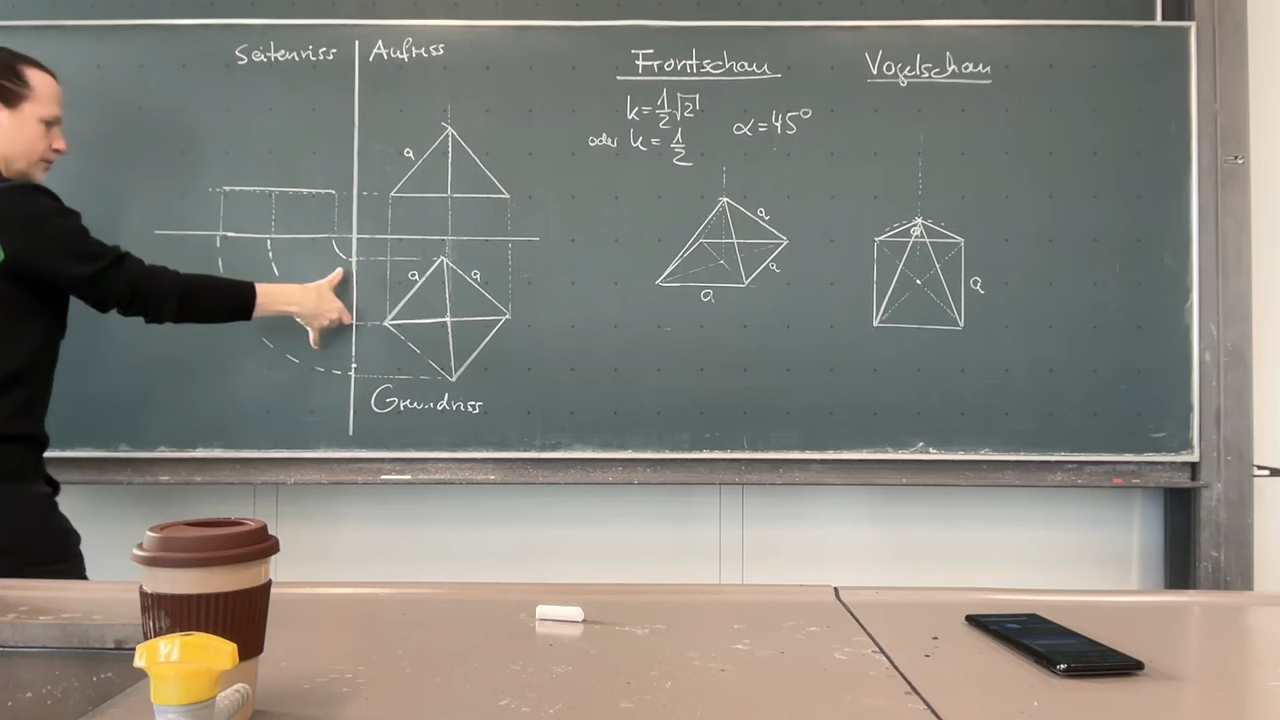 Seitenriss
Aufriss
a
a
a
Grundriss
Frontschau
k=1/2√2
oder k=1/2
α=45°
a
a
a
Vogelschau
a
a